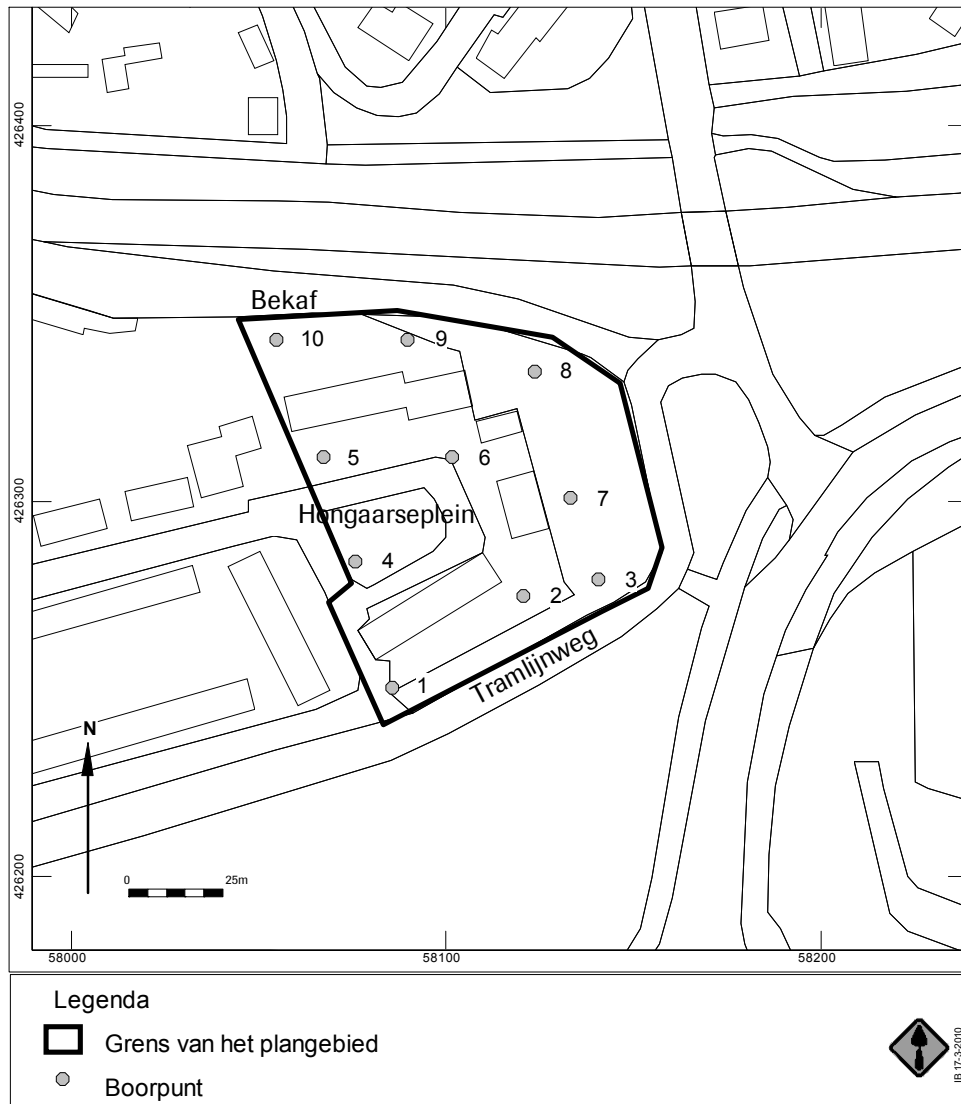 426400
Bekaf
10
9
8
5
6
7
426300
Hongaarseplein
4
3
2
Tramlijnweg
1
N
0
25m
426200
58000
58100
58200
Legenda
Grens van het plangebied
Boorpunt
IB 17-3-2010